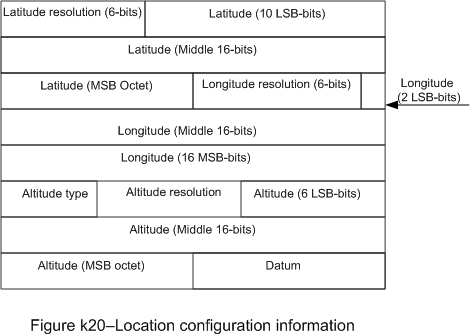 Latitude resolution (6-bits) Latitude (10 LSB-bits)
Latitude (Middle 16-bits)
Latitude (MSB Octet) Longitude resolution (6-bits) Longitude
(2 LSB-bits)
Longitude (Middle 16-bits)
Longitude (16 MSB-bits)
Altitude type Altitude resolution Altitude (6 LSB-bits)
Altitude (Middle 16-bits)
Altitude (MSB octet) Datum
Figure k20–Location configuration information